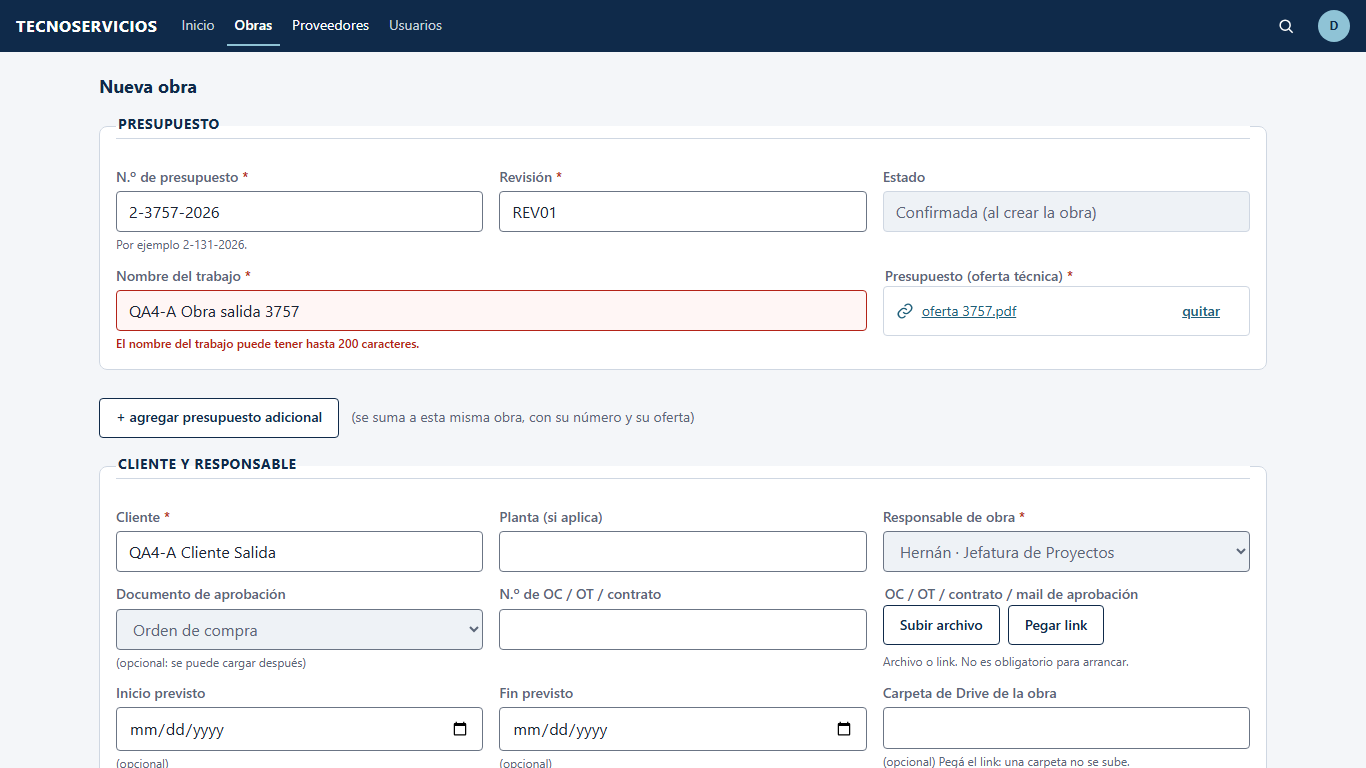 TECNOSERVICIOS Inicio Obras Proveedores Usuarios D
Nueva obra
PRESUPUESTO
N.º de presupuesto * Revisión * Estado
2-3757-2026 REV01 Confirmada (al crear la obra)
Por ejemplo 2-131-2026.
Nombre del trabajo * Presupuesto (oferta técnica) *
QA4-A Obra salida 3757 oferta 3757.pdf quitar
El nombre del trabajo puede tener hasta 200 caracteres.
+ agregar presupuesto adicional (se suma a esta misma obra, con su número y su oferta)
CLIENTE Y RESPONSABLE
Cliente * Planta (si aplica) Responsable de obra *
QA4-A Cliente Salida Hernán · Jefatura de Proyectos
Documento de aprobación N.º de OC / OT / contrato OC / OT / contrato / mail de aprobación
Orden de compra Subir archivo Pegar link
(opcional: se puede cargar después) Archivo o link. No es obligatorio para arrancar.
Inicio previsto Fin previsto Carpeta de Drive de la obra
mm/dd/yyyy mm/dd/yyyy
(opcional) (opcional) (opcional) Pegá el link: una carpeta no se sube.